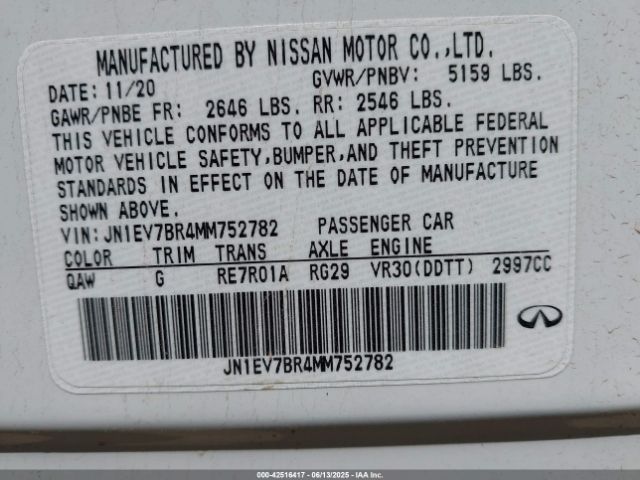 MANUFACTURED BY NISSAN MOTOR CO.,LTD.
DATE: 11/20 GVWR/PNBV: 5159 LBS.
GAWR/PNBE FR: 2646 LBS. RR: 2546 LBS.
THIS VEHICLE CONFORMS TO ALL APPLICABLE FEDERAL
MOTOR VEHICLE SAFETY,BUMPER,AND THEFT PREVENTION
STANDARDS IN EFFECT ON THE DATE OF MANUFACTURE
SHOWN ABOVE.
VIN:JN1EV7BR4MM752782 PASSENGER CAR
COLOR TRIM TRANS AXLE ENGINE
QAW G RE7R01A RG29 VR30(DDTT) 2997CC
JN1EV7BR4MM752782
000-42516417 - 06/13/2025 - IAAI.COM